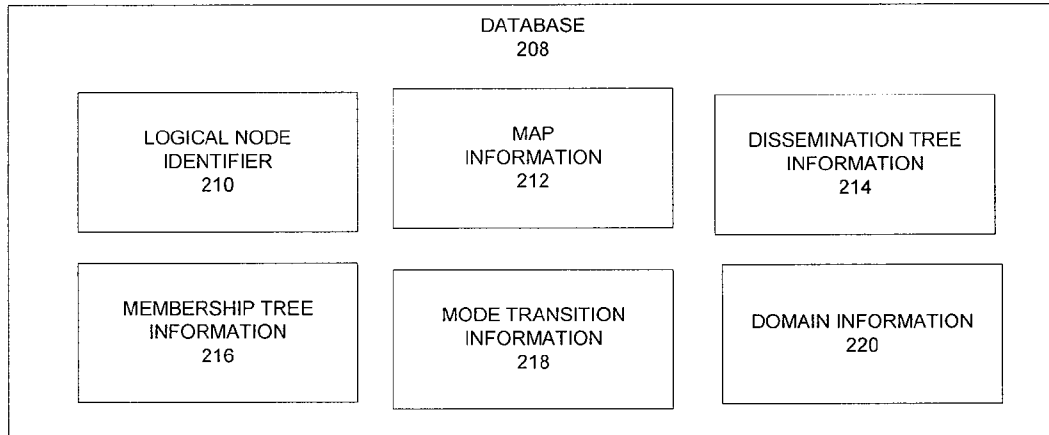 DATABASE
208
LOGICAL NODE
IDENTIFIER
210
MAP
INFORMATION
212
DISSEMINATION TREE
INFORMATION
214
MEMBERSHIP TREE
INFORMATION
216
MODE TRANSITION
INFORMATION
218
DOMAIN INFORMATION
220